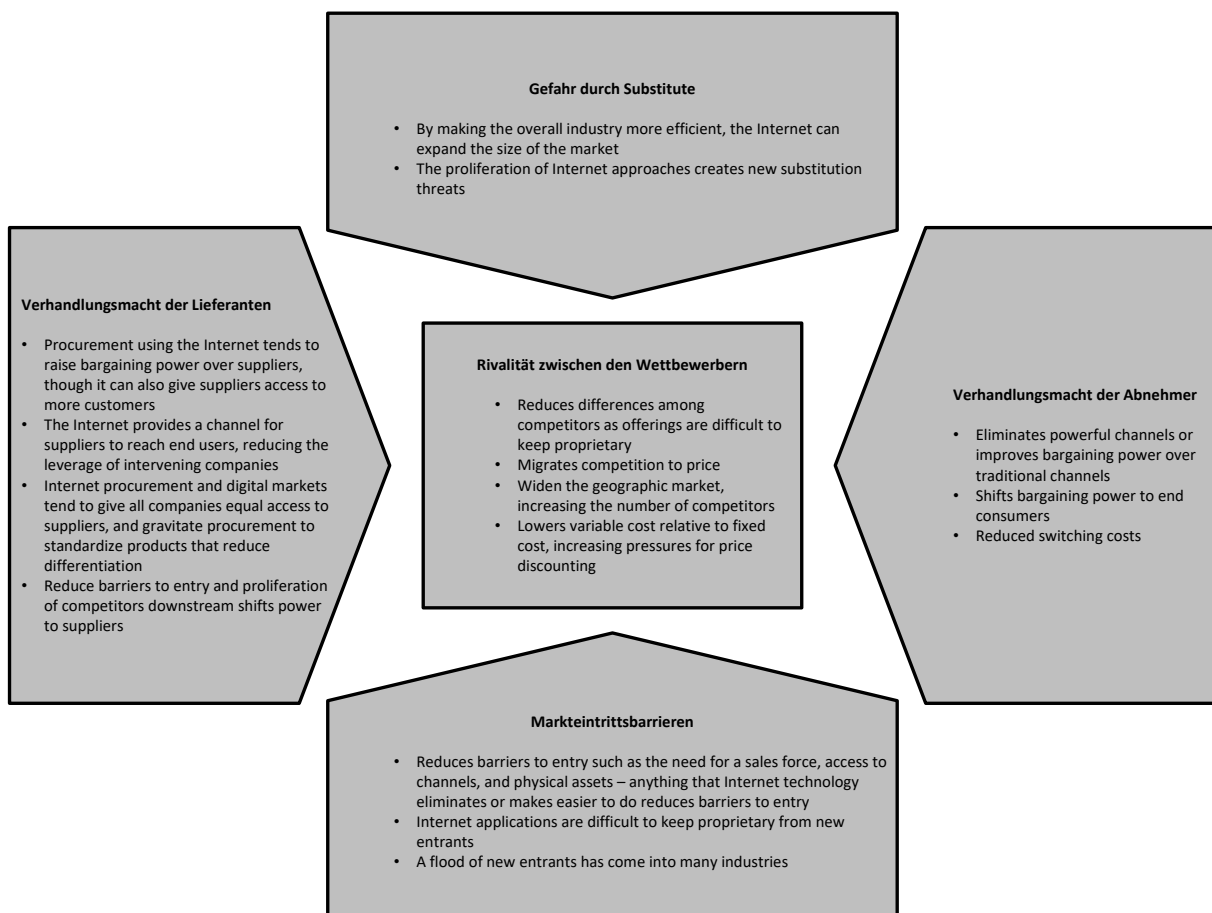 Gefahr durch Substitute
• By making the overall industry more efficient, the Internet can
expand the size of the market
• The proliferation of Internet approaches creates new substitution
threats
Verhandlungsmacht der Lieferanten
• Procurement using the Internet tends to
raise bargaining power over suppliers,
though it can also give suppliers access to
more customers
• The Internet provides a channel for
suppliers to reach end users, reducing the
leverage of intervening companies
• Internet procurement and digital markets
tend to give all companies equal access to
suppliers, and gravitate procurement to
standardize products that reduce
differentiation
• Reduce barriers to entry and proliferation
of competitors downstream shifts power
to suppliers
Rivalität zwischen den Wettbewerbern
• Reduces differences among
competitors as offerings are difficult to
keep proprietary
• Migrates competition to price
• Widen the geographic market,
increasing the number of competitors
• Lowers variable cost relative to fixed
cost, increasing pressures for price
discounting
Verhandlungsmacht der Abnehmer
• Eliminates powerful channels or
improves bargaining power over
traditional channels
• Shifts bargaining power to end
consumers
• Reduced switching costs
Markteintrittsbarrieren
• Reduces barriers to entry such as the need for a sales force, access to
channels, and physical assets – anything that Internet technology
eliminates or makes easier to do reduces barriers to entry
• Internet applications are difficult to keep proprietary from new
entrants
• A flood of new entrants has come into many industries